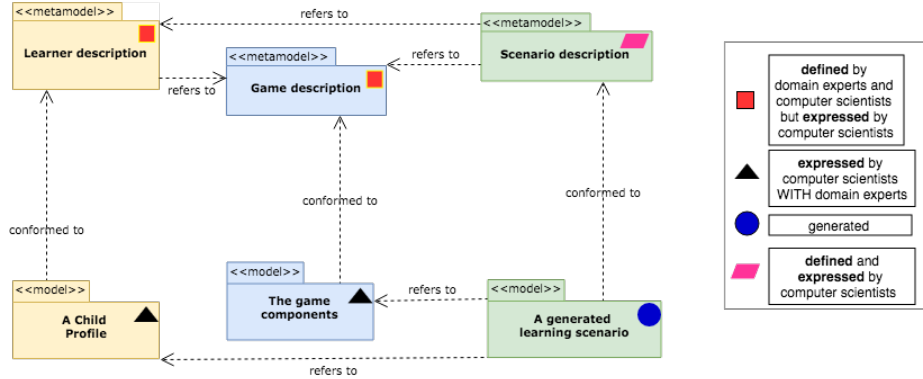 refers to
<<metamodel>>
Learner description
<<metamodel>>
Scenario description
<<metamodel>>
Game description
refers to
refers to
conformed to
conformed to
conformed to
<<model>>
A Child
Profile
<<model>>
The game
components
<<model>>
A generated
learning scenario
refers to
refers to
defined by
domain experts and
computer scientists
but expressed by
computer scientists
expressed by
computer scientists
WITH domain experts
generated
defined and
expressed by
computer scientists